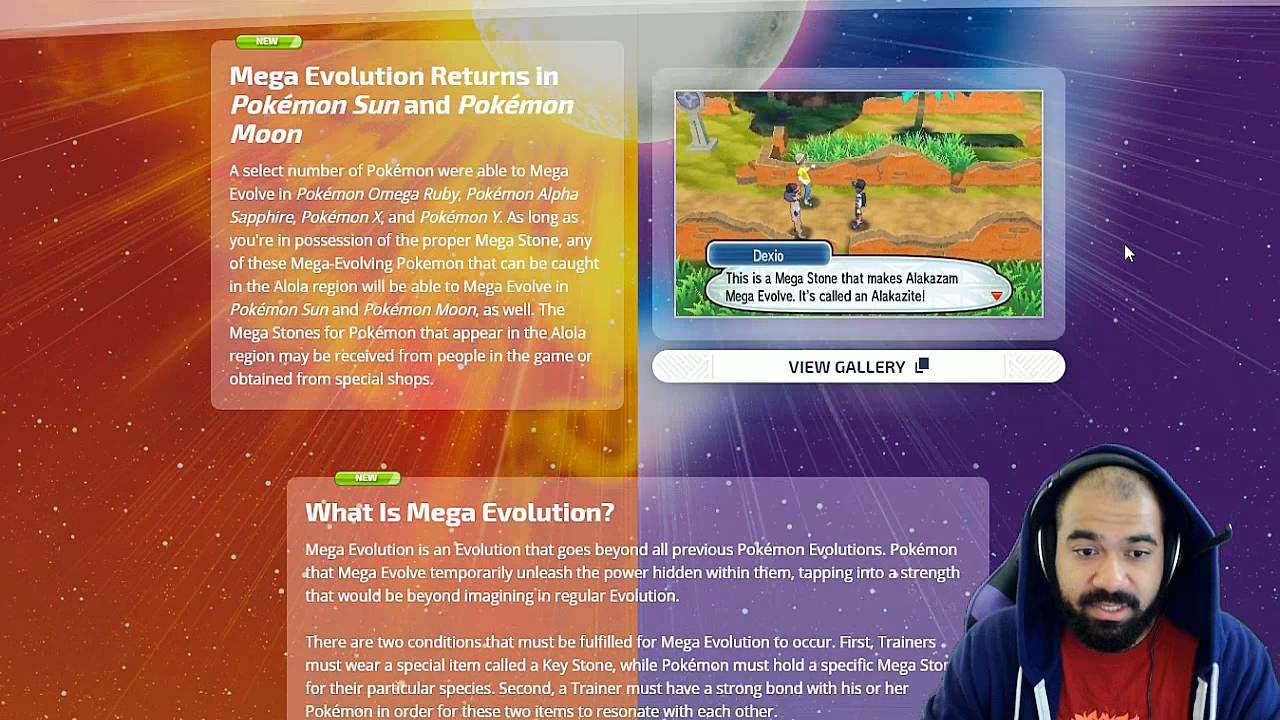 NEW
Mega Evolution Returns in
Pokémon Sun and Pokémon
Moon
A select number of Pokémon were able to Mega
Evolve in Pokémon Omega Ruby, Pokémon Alpha
Sapphire, Pokémon X, and Pokémon Y. As long as
you're in possession of the proper Mega Stone, any
of these Mega-Evolving Pokemon that can be caught
in the Alola region will be able to Mega Evolve in
Pokémon Sun and Pokémon Moon, as well. The
Mega Stones for Pokémon that appear in the Alola
region may be received from people in the game or
obtained from special shops.
Dexio
This is a Mega Stone that makes Alakazam
Mega Evolve. It's called an Alakazite!
VIEW GALLERY
NEW
What Is Mega Evolution?
Mega Evolution is an Evolution that goes beyond all previous Pokémon Evolutions. Pokémon
that Mega Evolve temporarily unleash the power hidden within them, tapping into a strength
that would be beyond imagining in regular Evolution.
There are two conditions that must be fulfilled for Mega Evolution to occur. First, Trainers
must wear a special item called a Key Stone, while Pokémon must hold a specific Mega Sto
for their particular species. Second, a Trainer must have a strong bond with his or her
Pokémon in order for these two items to resonate with each other.